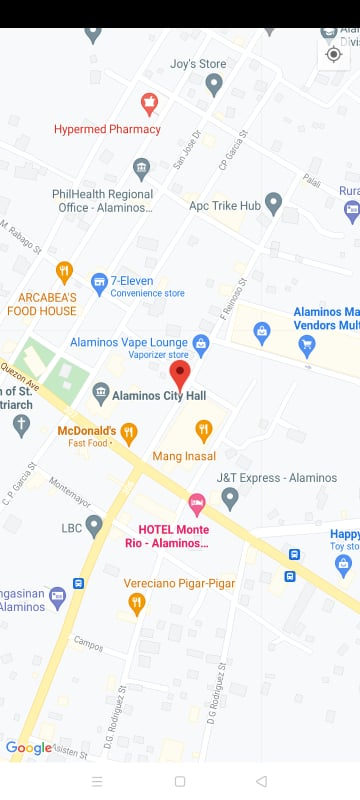 Joy's Store
Hypermed Pharmacy
San Jose Dr
CP Garcia St
Palali
PhilHealth Regional
Office - Alaminos...
Apc Trike Hub
Rura
M. Rabago St
7-Eleven
Convenience store
ARCABEA'S
FOOD HOUSE
F Reinoso St
Alaminos Ma
Vendors Mult
Alaminos Vape Lounge
Vaporizer store
Quezon Ave
n of St.
triarch
Alaminos City Hall
McDonald's
Fast Food •
Mang Inasal
C. P. Garcia St
Montemayor
J&T Express - Alaminos
LBC
HOTEL Monte
Rio - Alaminos...
Happy
Toy sto
ngasinan
Alaminos
Vereciano Pigar-Pigar
Campos
D.G. Rodriguez St
D G Rodriguez St
Google
Asisten St